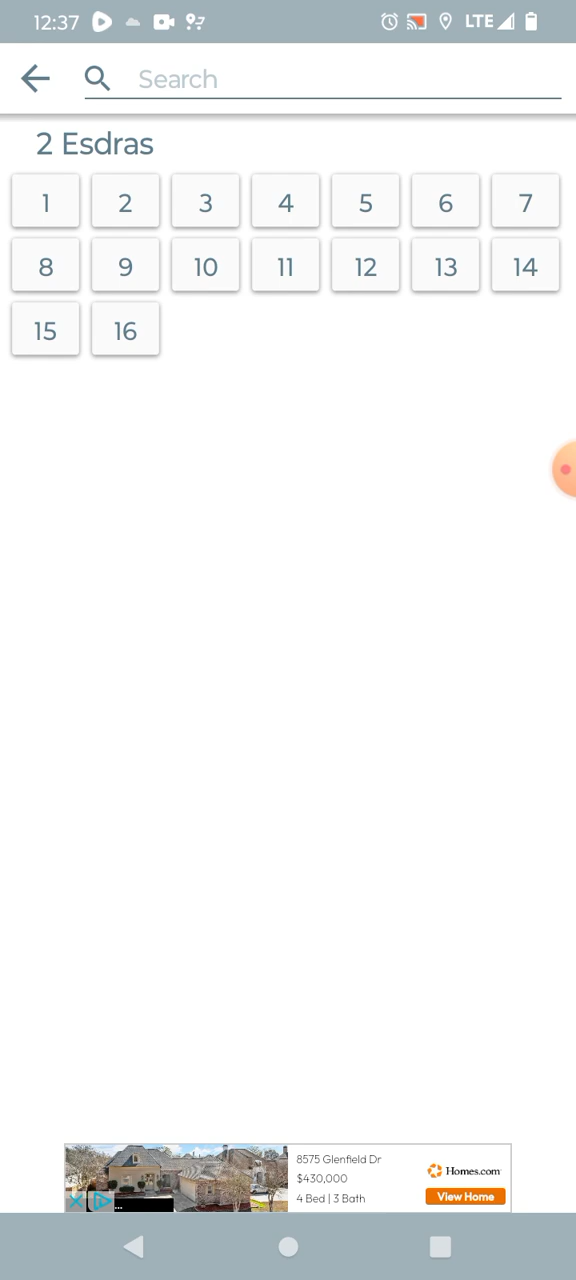 12:37 LTE
Search
2 Esdras
1 2 3 4 5 6 7
8 9 10 11 12 13 14
15 16
8575 Glenfield Dr
$430,000
4 Bed | 3 Bath
Homes.com
View Home
...